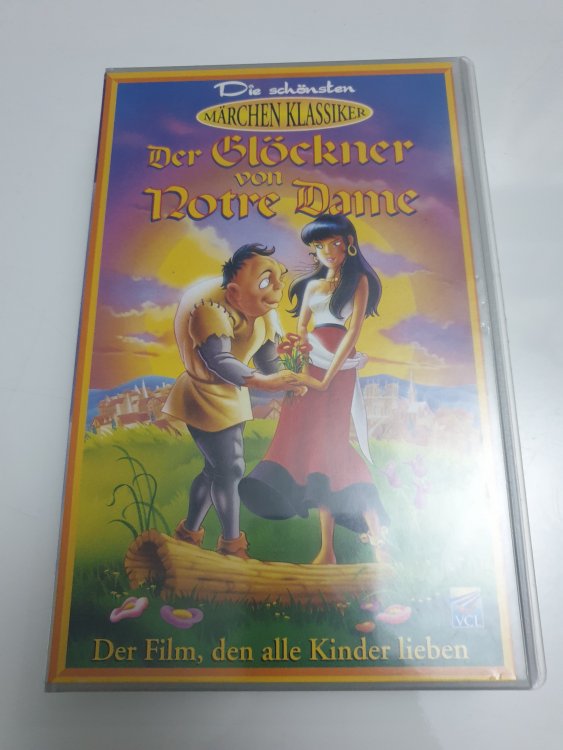 Die schönsten
MÄRCHEN KLASSIKER
Der Glöckner
von
Notre Dame
VCL
Der Film, den alle Kinder lieben